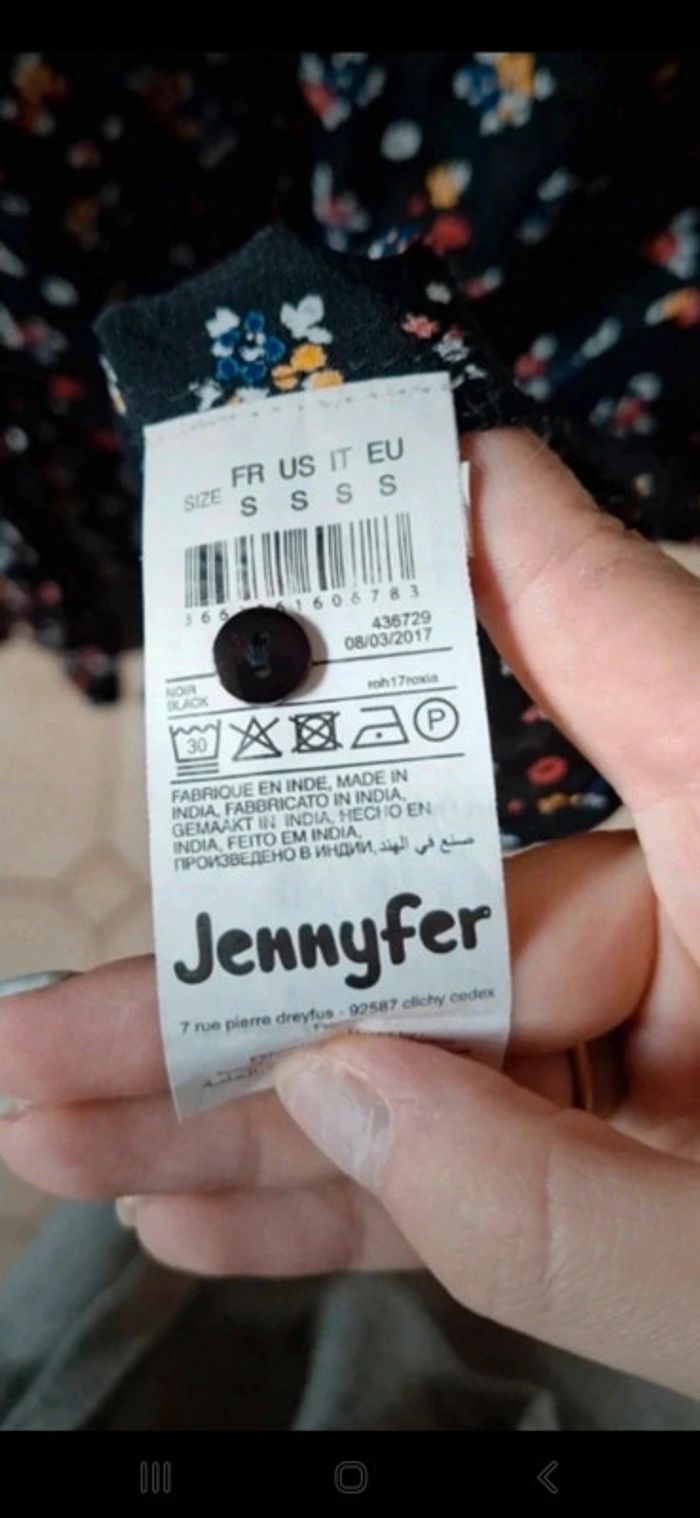 FR US IT EU
SIZE S S S S
436729
08/03/2017
NOIR
BLACK
roh17roxia
30
P
FABRIQUE EN INDE, MADE IN
INDIA, FABBRICATO IN INDIA,
GEMAAKT IN INDIA, HECHO EN
INDIA, FEITO EM INDIA,
ПРОИЗВЕДЕНО В ИНДИИ, صنع في الهند
Jennyfer
7 rue pierre dreyfus - 92587 clichy cedex